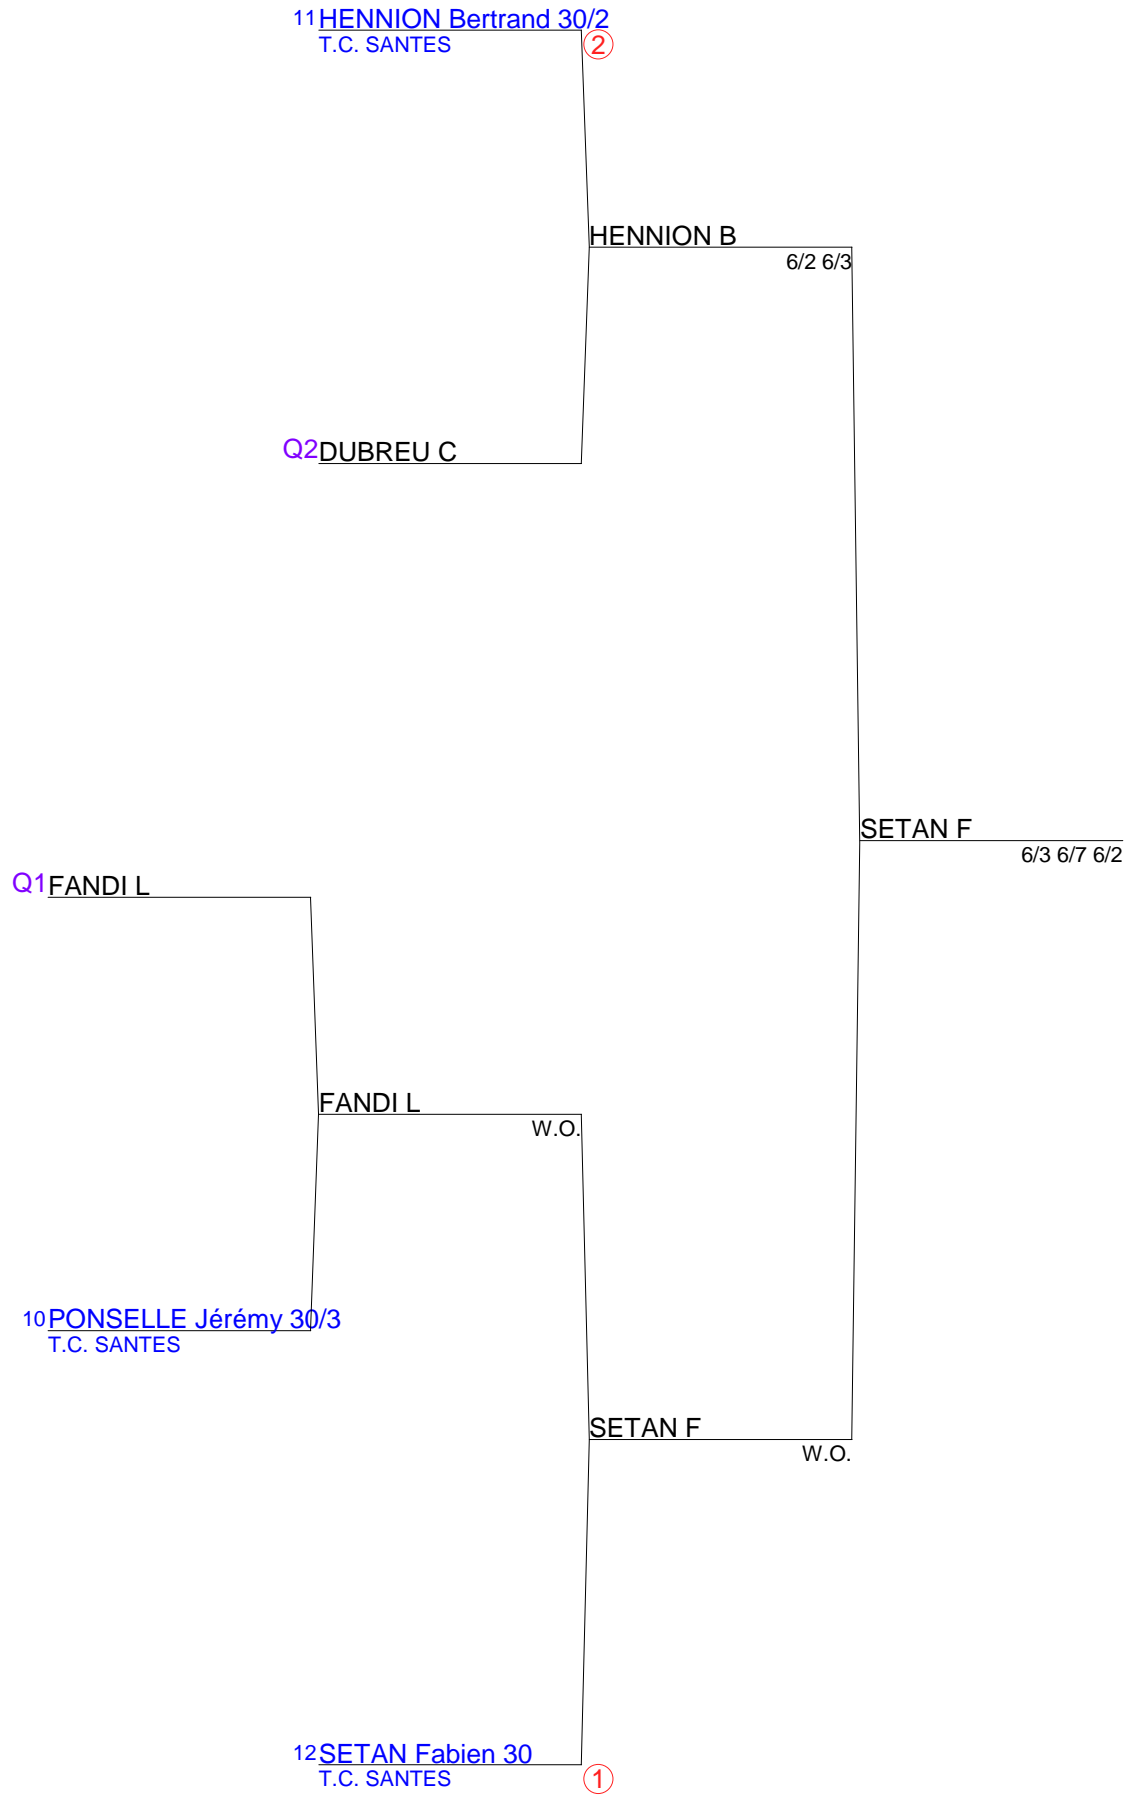 11 HENNION Bertrand 30/2
T.C. SANTES
2
HENNION B
6/2 6/3
Q2 DUBREU C
SETAN F
6/3 6/7 6/2
Q1 FANDI L
FANDI L
W.O.
10 PONSELLE Jérémy 30/3
T.C. SANTES
SETAN F
W.O.
12 SETAN Fabien 30
T.C. SANTES
1